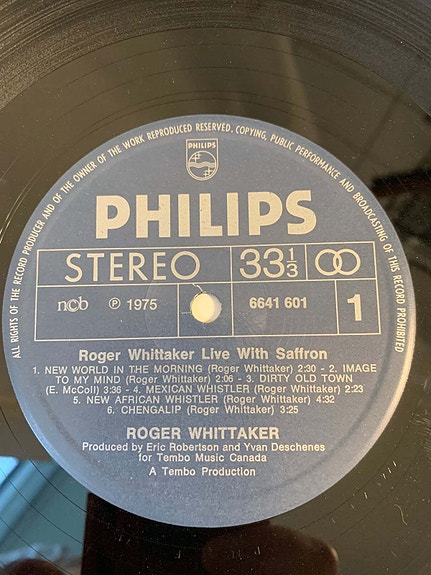 ALL RIGHTS OF THE RECORD PRODUCER AND OF THE OWNER OF THE WORK REPRODUCED RESERVED. COPYING, PUBLIC PERFORMANCE AND BROADCASTING OF THIS RECORD PROHIBITED
PHILIPS
PHILIPS
STEREO 33 1/3
ncb ℗ 1975 6641 601 1
Roger Whittaker Live With Saffron
1. NEW WORLD IN THE MORNING (Roger Whittaker) 2:30 - 2. IMAGE
TO MY MIND (Roger Whittaker) 2:06 - 3. DIRTY OLD TOWN
(E. McColl) 3:36 - 4. MEXICAN WHISTLER (Roger Whittaker) 2:23
5. NEW AFRICAN WHISTLER (Roger Whittaker) 4:32
6. CHENGALIP (Roger Whittaker) 3:25
ROGER WHITTAKER
Produced by Eric Robertson and Yvan Deschenes
for Tembo Music Canada
A Tembo Production